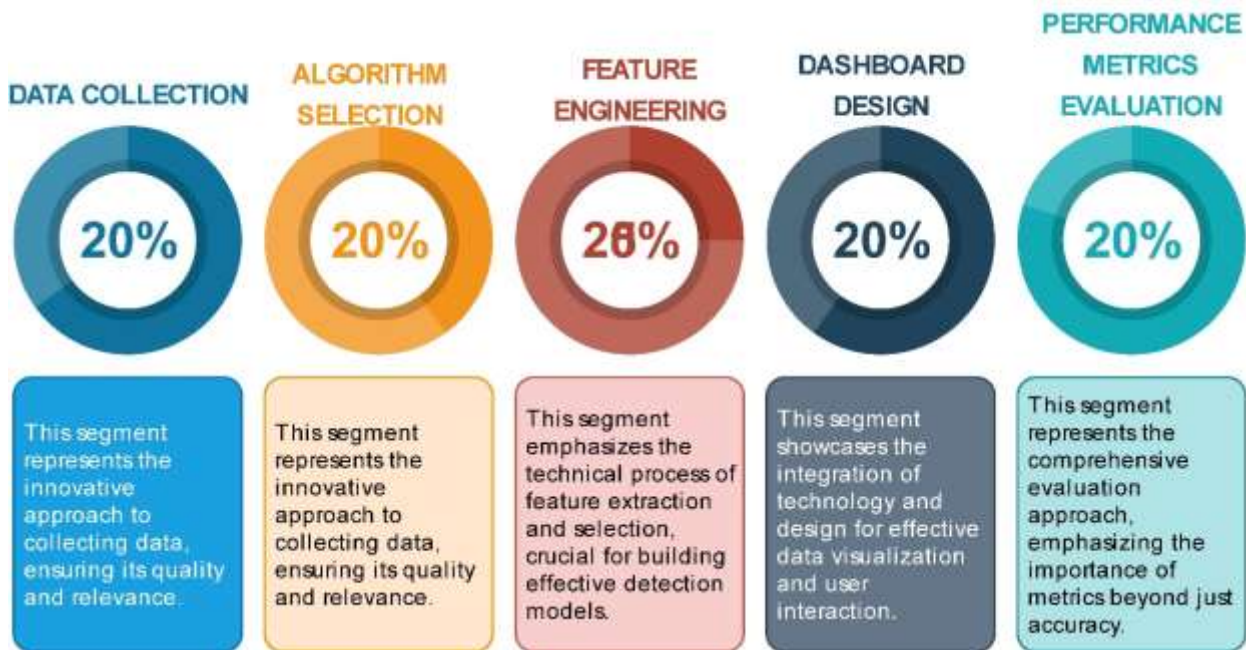 DATA COLLECTION
ALGORITHM
SELECTION
FEATURE
ENGINEERING
DASHBOARD
DESIGN
PERFORMANCE
METRICS
EVALUATION
20%
20%
20%
20%
This segment
represents the
innovative
approach to
collecting data,
ensuring its quality
and relevance.
This segment
represents the
innovative
approach to
collecting data,
ensuring its quality
and relevance.
This segment
emphasizes the
technical process of
feature extraction
and selection,
crucial for building
effective detection
models.
This segment
showcases the
integration of
technology and
design for effective
data visualization
and user
interaction.
This segment
represents the
comprehensive
evaluation
approach,
emphasizing the
importance of
metrics beyond just
accuracy.